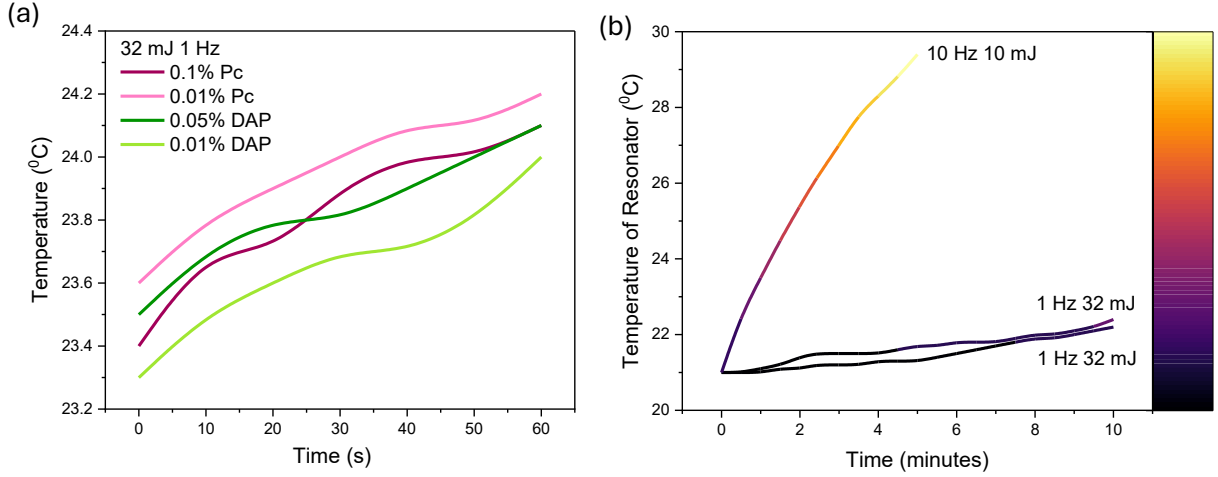 (a)
24.4
24.2
24.0
23.8
23.6
23.4
23.2
Temperature (⁰C)
32 mJ 1 Hz
0.1% Pc
0.01% Pc
0.05% DAP
0.01% DAP
0 10 20 30 40 50 60
Time (s)
(b)
30
28
26
24
22
20
Temperature of Resonator (⁰C)
10 Hz 10 mJ
1 Hz 32 mJ
1 Hz 32 mJ
0 2 4 6 8 10
Time (minutes)